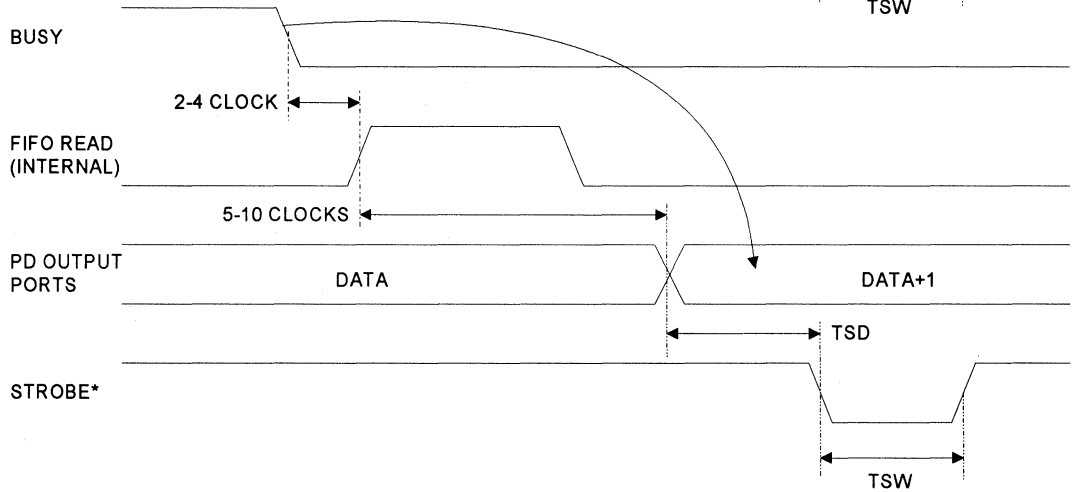 TSW
BUSY
2-4 CLOCK
FIFO READ
(INTERNAL)
5-10 CLOCKS
PD OUTPUT
PORTS
DATA
DATA+1
TSD
STROBE*
TSW